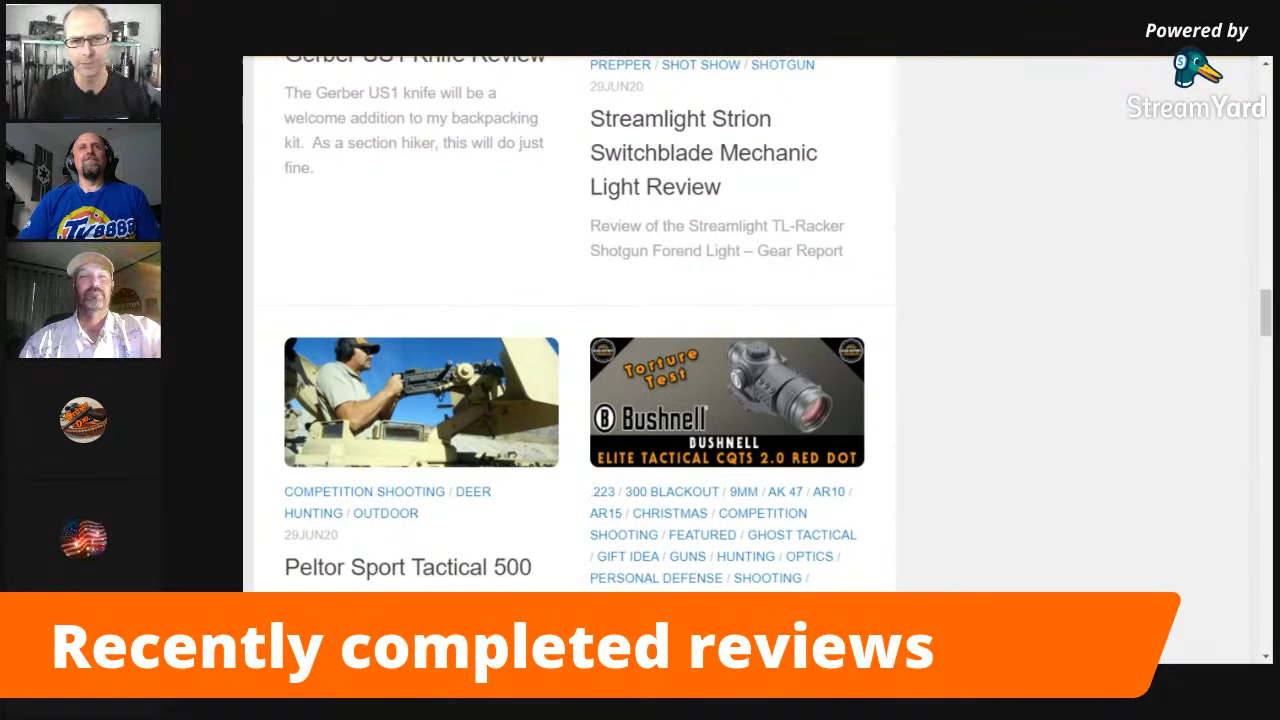 Powered by
StreamYard
Gerber US1 Knife Review
The Gerber US1 knife will be a
welcome addition to my backpacking
kit. As a section hiker, this will do just
fine.
PREPPER / SHOT SHOW / SHOTGUN
29JUN20
Streamlight Strion
Switchblade Mechanic
Light Review
Review of the Streamlight TL-Racker
Shotgun Forend Light – Gear Report
COMPETITION SHOOTING / DEER
HUNTING / OUTDOOR
29JUN20
Peltor Sport Tactical 500
Torture
Test
B Bushnell
BUSHNELL
ELITE TACTICAL CQTS 2.0 RED DOT
.223 / 300 BLACKOUT / 9MM / AK 47 / AR10 /
AR15 / CHRISTMAS / COMPETITION
SHOOTING / FEATURED / GHOST TACTICAL
/ GIFT IDEA / GUNS / HUNTING / OPTICS /
PERSONAL DEFENSE / SHOOTING /
Recently completed reviews